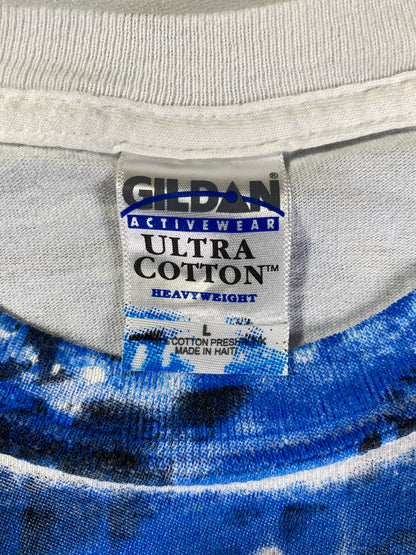 GILDAN®
ACTIVEWEAR
ULTRA
COTTON™
HEAVYWEIGHT
L
COTTON PRESHRUNK
MADE IN HAITI